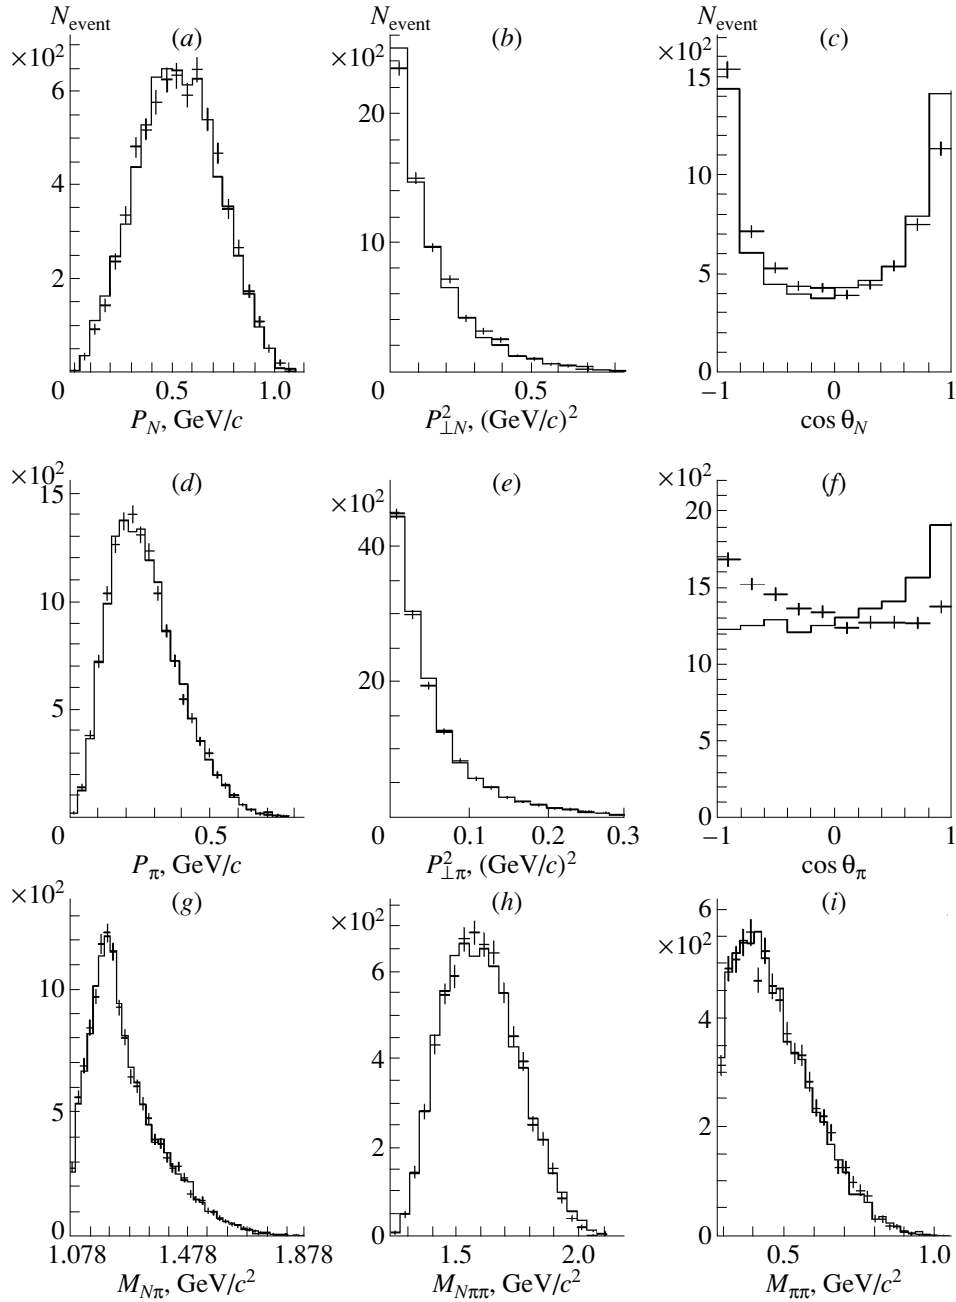 N_event (a)
×10²
6
4
2
0 0.5 1.0
P_N, GeV/c
(b)
×10²
20
10
0 0.5
P²_⊥N, (GeV/c)²
N_event (c)
×10²
15
10
5
0
−1 0 1
cos θ_N
×10² (d)
15
10
5
0 0.5
P_π, GeV/c
(e)
×10²
40
20
0 0.1 0.2 0.3
P²_⊥π, (GeV/c)²
×10² (f)
20
15
10
5
0
−1 0 1
cos θ_π
×10² (g)
10
5
0
1.078 1.478 1.878
M_Nπ, GeV/c²
(h)
×10²
6
4
2
0
1.5 2.0
M_Nππ, GeV/c²
6 (i)
×10²
4
2
0
0.5 1.0
M_ππ, GeV/c²